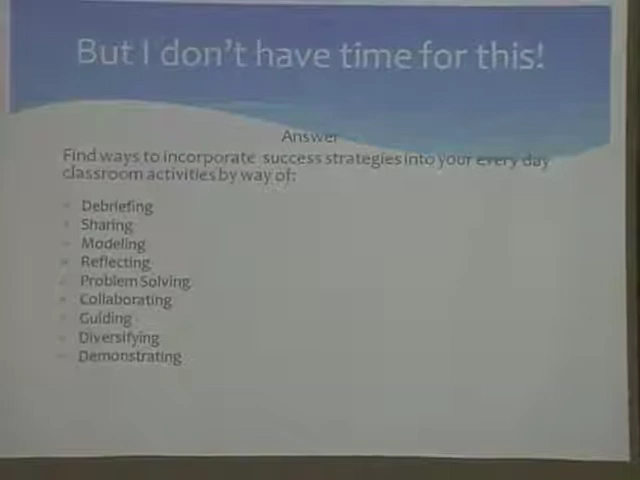 But I don't have time for this!
Answer
Find ways to incorporate success strategies into your every day
classroom activities by way of:
Debriefing
Sharing
Modeling
Reflecting
Problem Solving
Collaborating
Guiding
Diversifying
Demonstrating